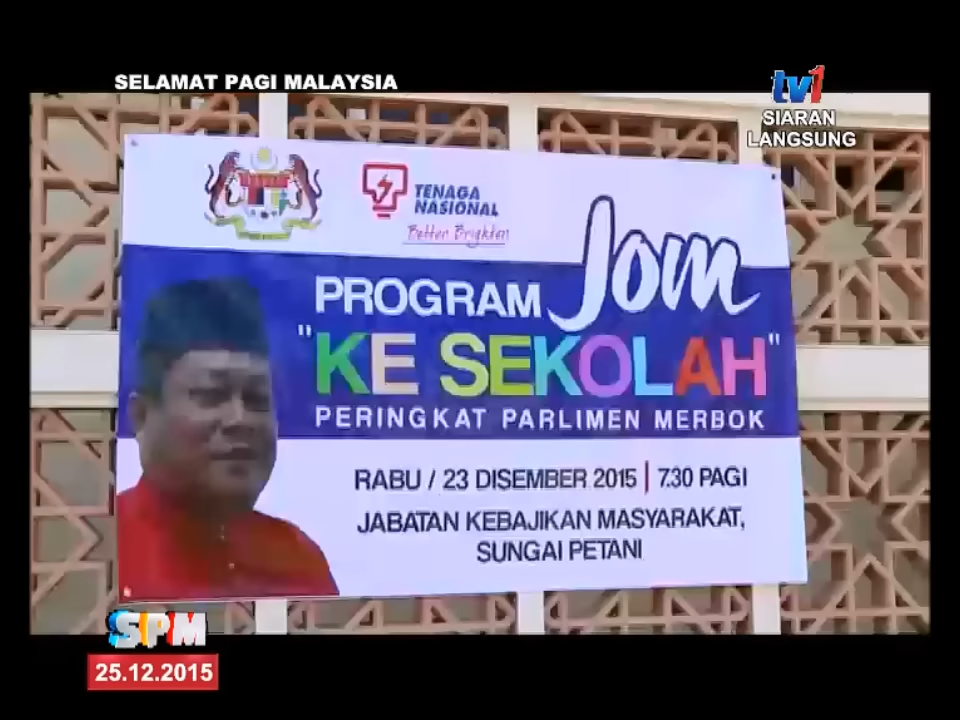 SELAMAT PAGI MALAYSIA
tv1
SIARAN
LANGSUNG
TENAGA
NASIONAL
Better. Brighter.
PROGRAM Jom
"KE SEKOLAH"
PERINGKAT PARLIMEN MERBOK
RABU / 23 DISEMBER 2015 | 7.30 PAGI
JABATAN KEBAJIKAN MASYARAKAT,
SUNGAI PETANI
SPM
25.12.2015